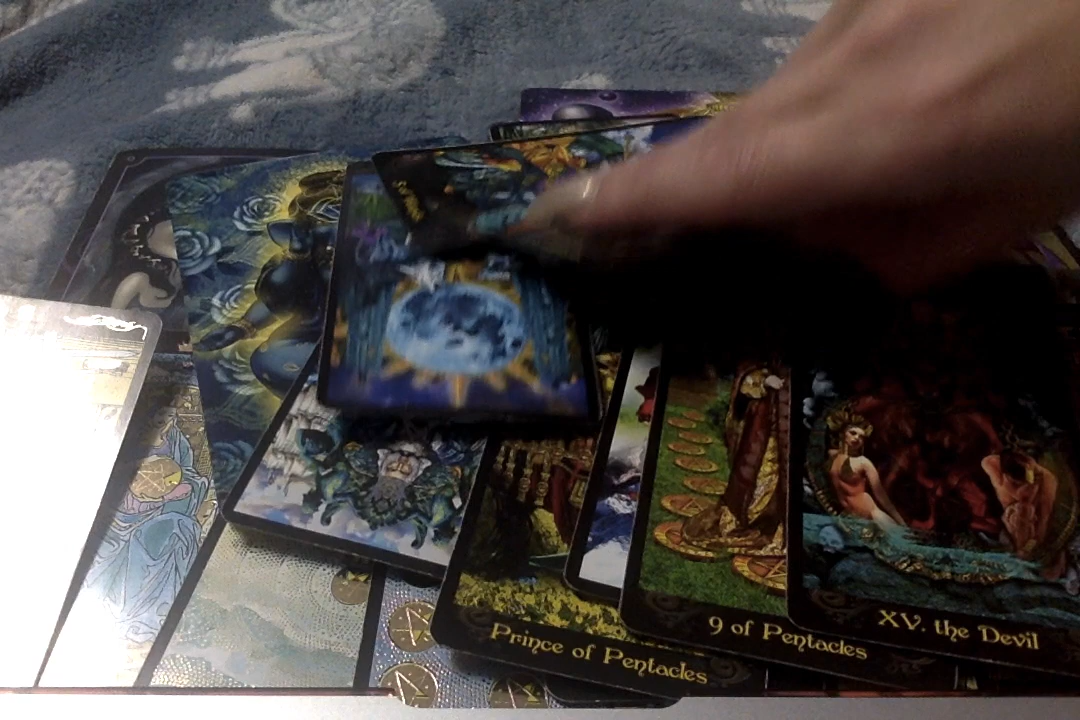 Prince of Pentacles
9 of Pentacles
XV. the Devil